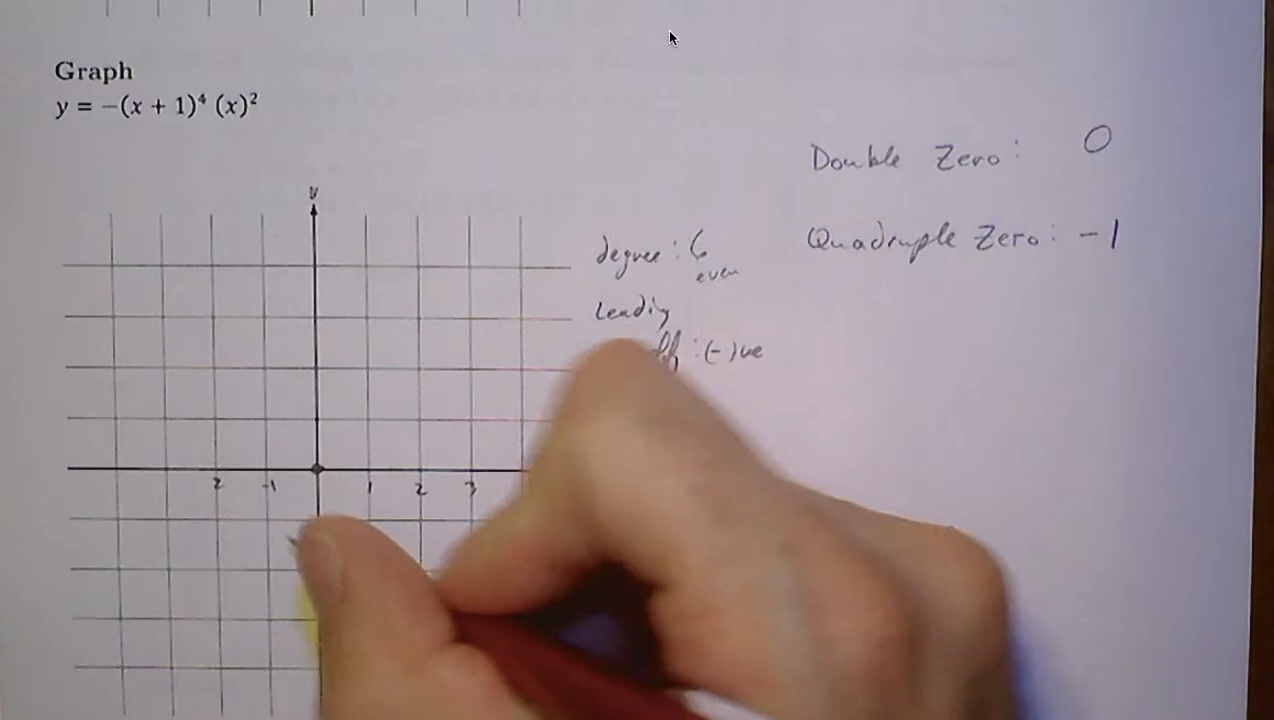 Graph
y = −(x + 1)⁴ (x)²
Double Zero: 0
Quadruple Zero: -1
degree: 6
even
Leading
: (-)ve
y
2 -1 1 2 3